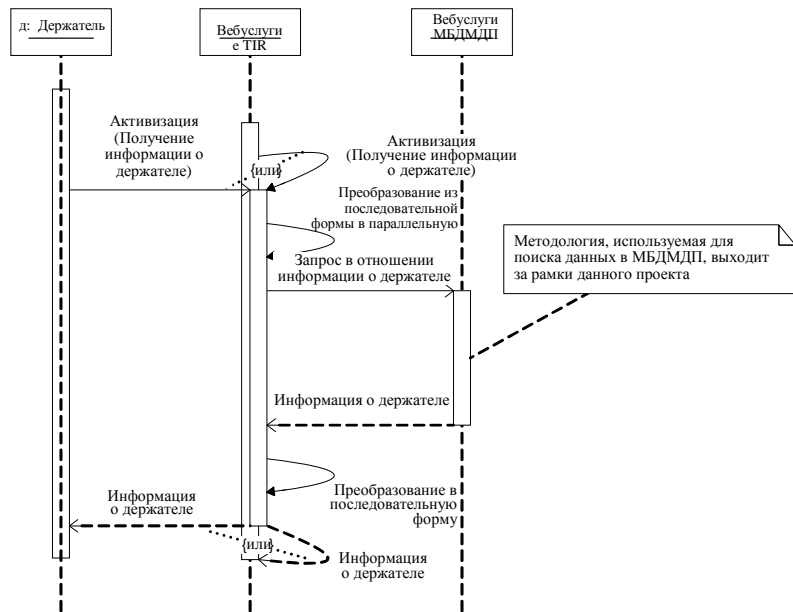 д: Держатель
Вебуслуги
е TIR
Вебуслуги
МБДМДП
Активизация
(Получение
информации о
держателе)
Активизация
(Получение информации
о держателе)
{или}
Преобразование из
последовательной
формы в параллельную
Запрос в отношении
информации о держателе
Методология, используемая для
поиска данных в МБДМДП, выходит
за рамки данного проекта
Информация о держателе
Преобразование в
последовательную
форму
Информация
о держателе
{или}
Информация
о держателе